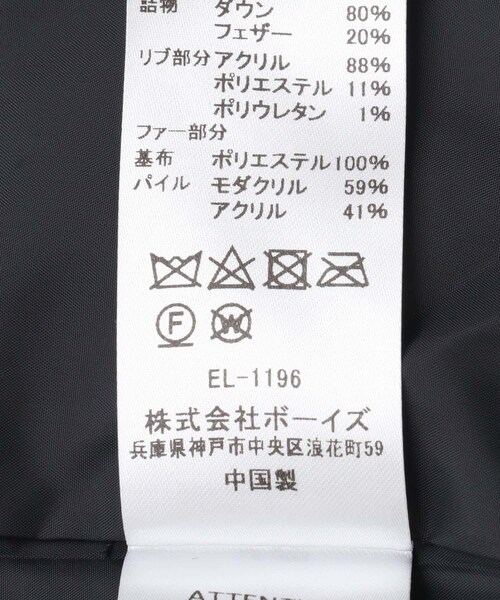 詰物 ダウン 80%
フェザー 20%
リブ部分 アクリル 88%
ポリエステル 11%
ポリウレタン 1%
ファー部分
基布 ポリエステル 100%
パイル モダクリル 59%
アクリル 41%
F W
EL-1196
株式会社ボーイズ
兵庫県神戸市中央区浪花町59
中国製